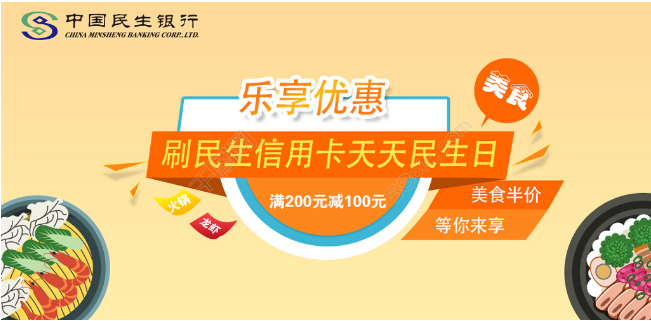 中国民生银行
CHINA MINSHENG BANKING CORP.,LTD.
乐享优惠
美食
刷民生信用卡天天民生日
满200元减100元
火锅
龙虾
美食半价
等你来享